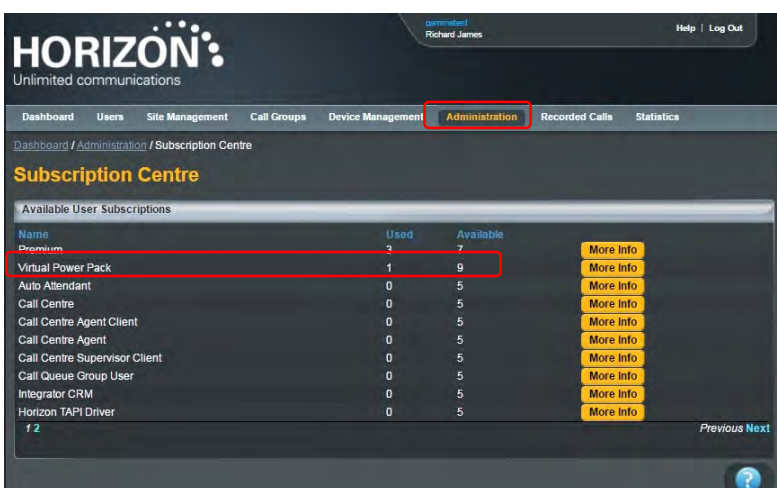 gammatest
Richard James
Help | Log Out
HORIZON
Unlimited communications
Dashboard Users Site Management Call Groups Device Management Administration Recorded Calls Statistics
Dashboard / Administration / Subscription Centre
Subscription Centre
Available User Subscriptions
Name Used Available
Premium 3 7 More Info
Virtual Power Pack 1 9 More Info
Auto Attendant 0 5 More Info
Call Centre 0 5 More Info
Call Centre Agent Client 0 5 More Info
Call Centre Agent 0 5 More Info
Call Centre Supervisor Client 0 5 More Info
Call Queue Group User 0 5 More Info
Integrator CRM 0 5 More Info
Horizon TAPI Driver 0 5 More Info
1 2 Previous Next
?